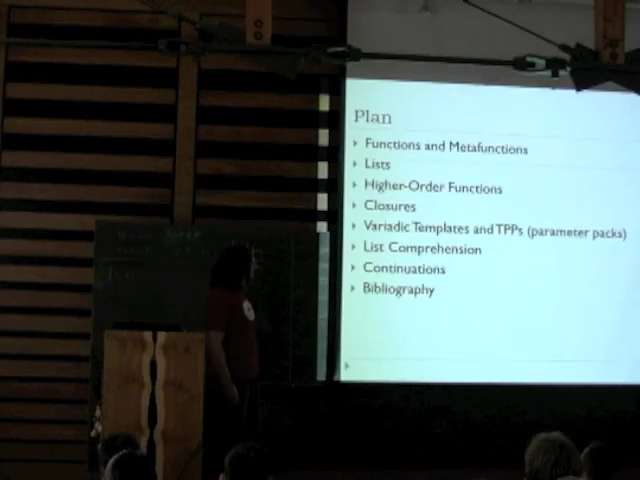 Plan
Functions and Metafunctions
Lists
Higher-Order Functions
Closures
Variadic Templates and TPPs (parameter packs)
List Comprehension
Continuations
Bibliography